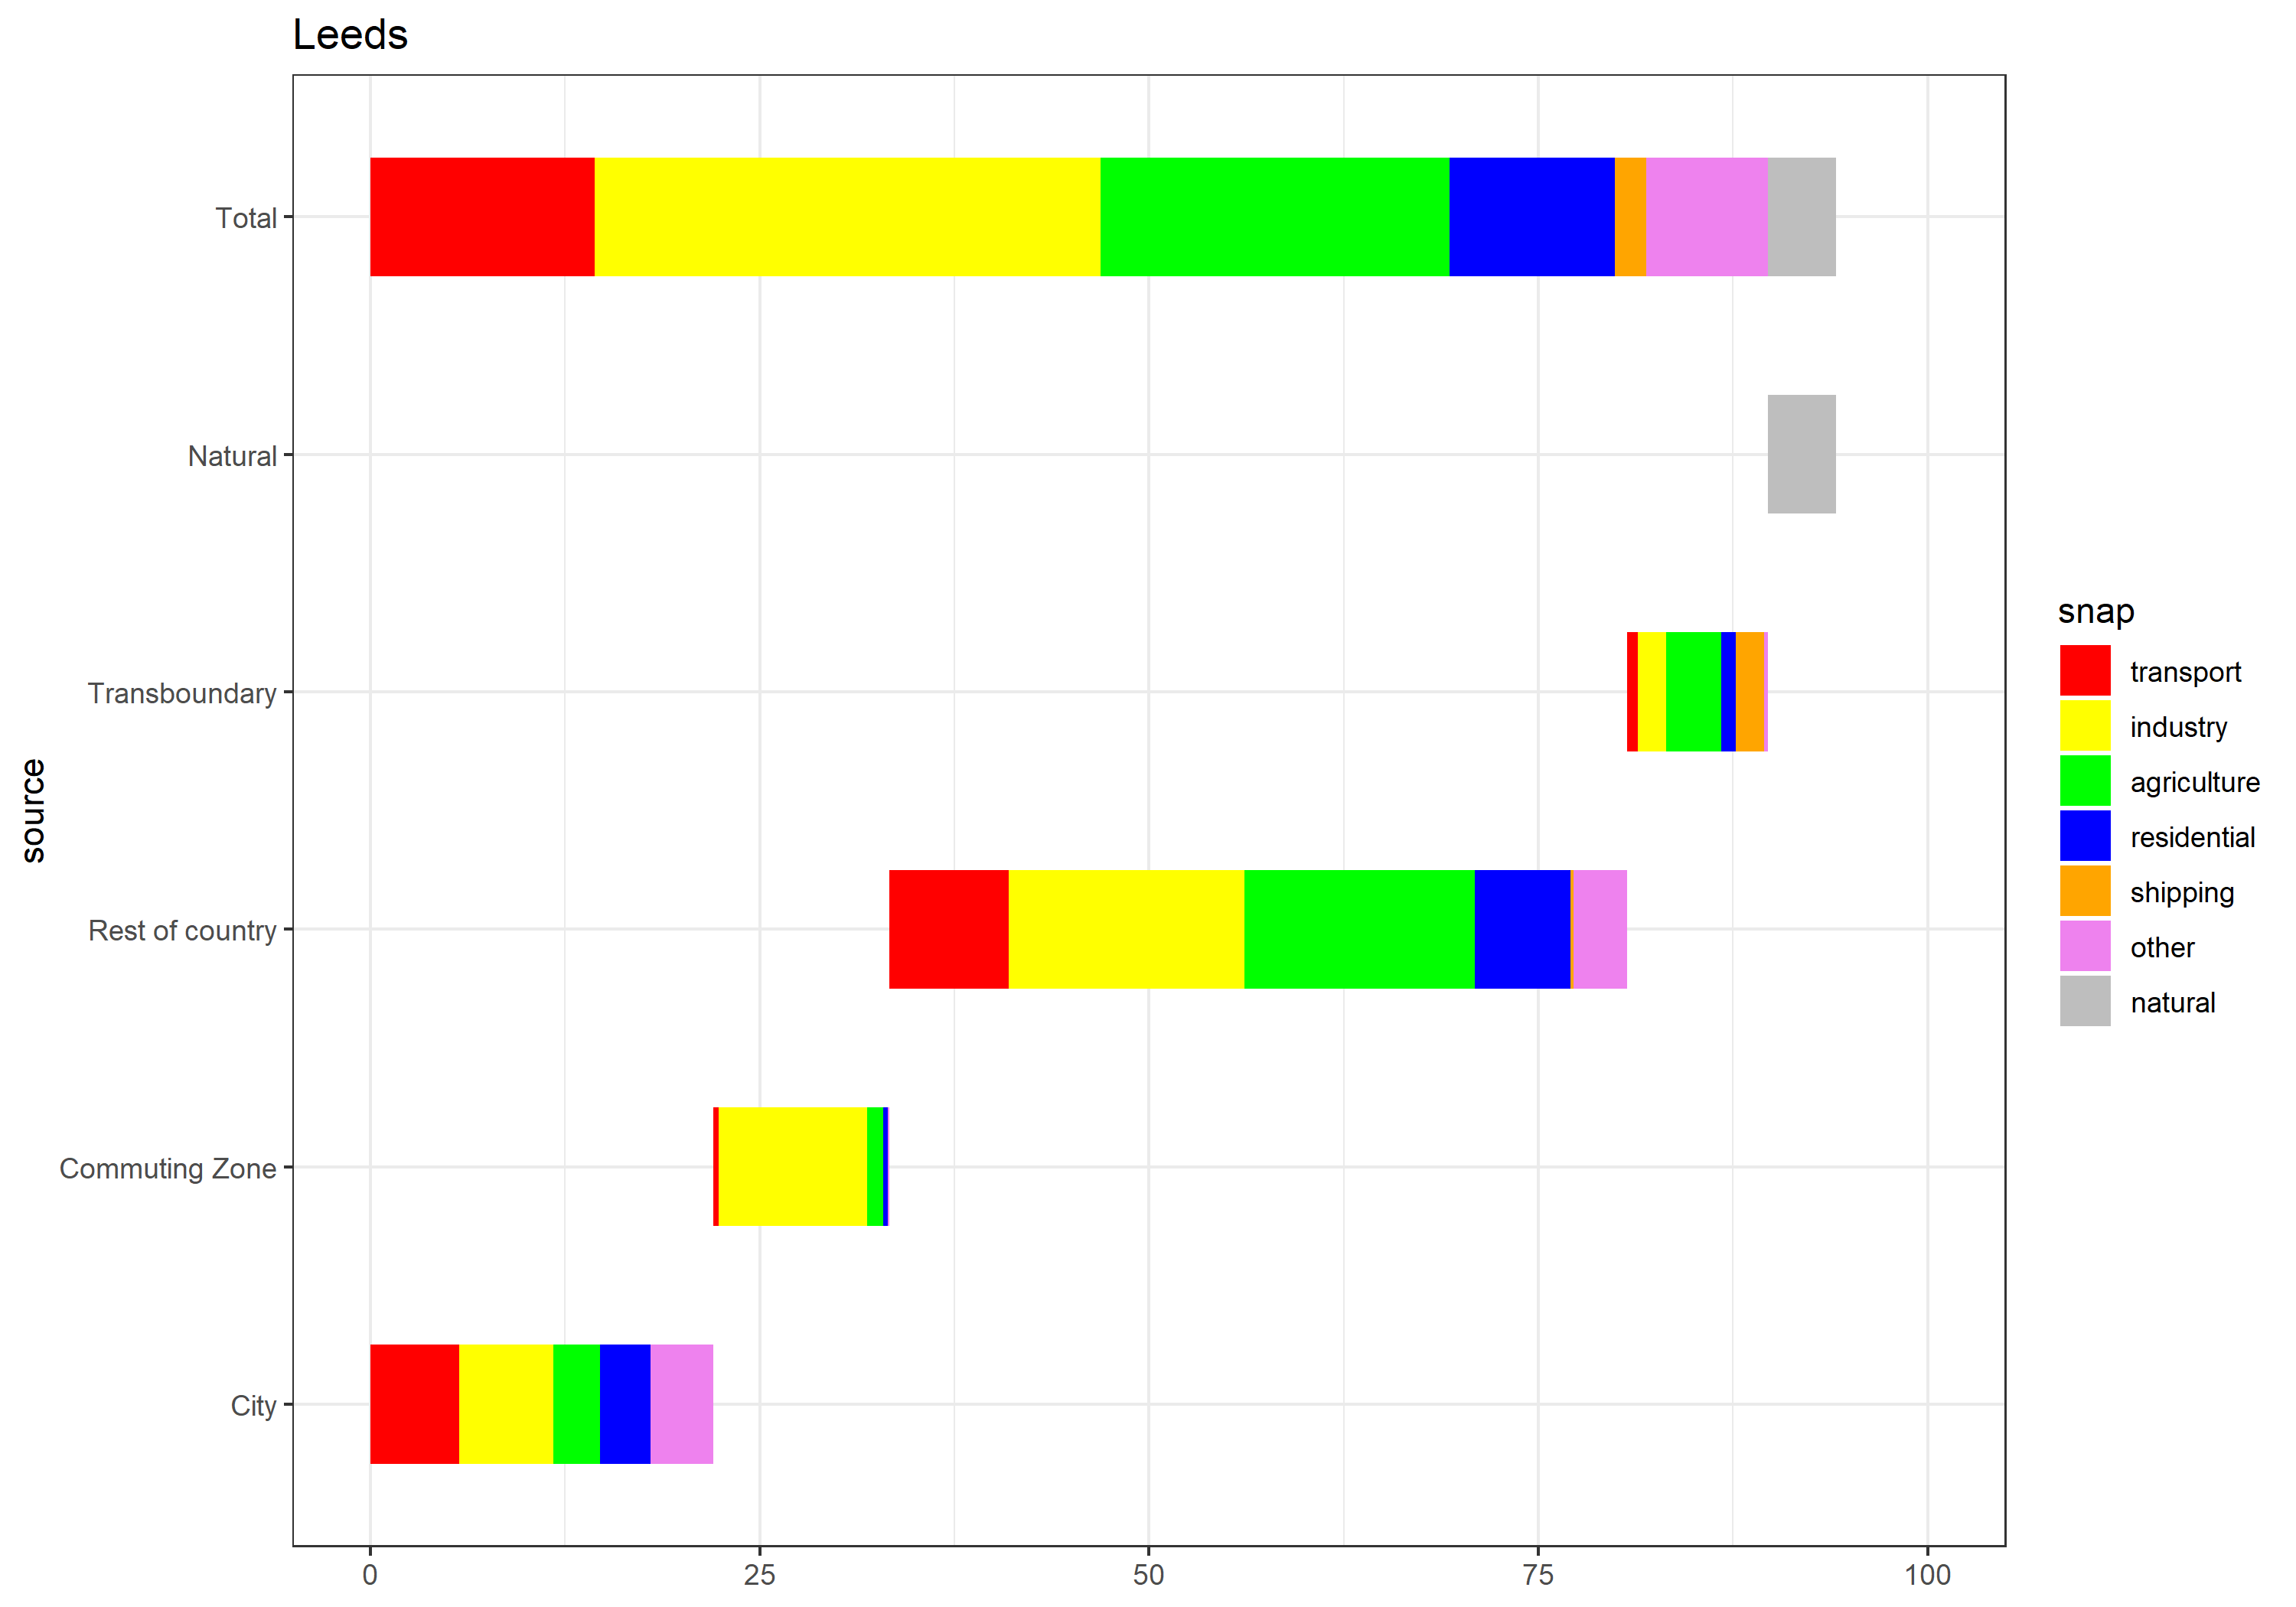 Leeds
Total
Natural
Transboundary
Rest of country
Commuting Zone
City
source
0 25 50 75 100
snap
transport
industry
agriculture
residential
shipping
other
natural